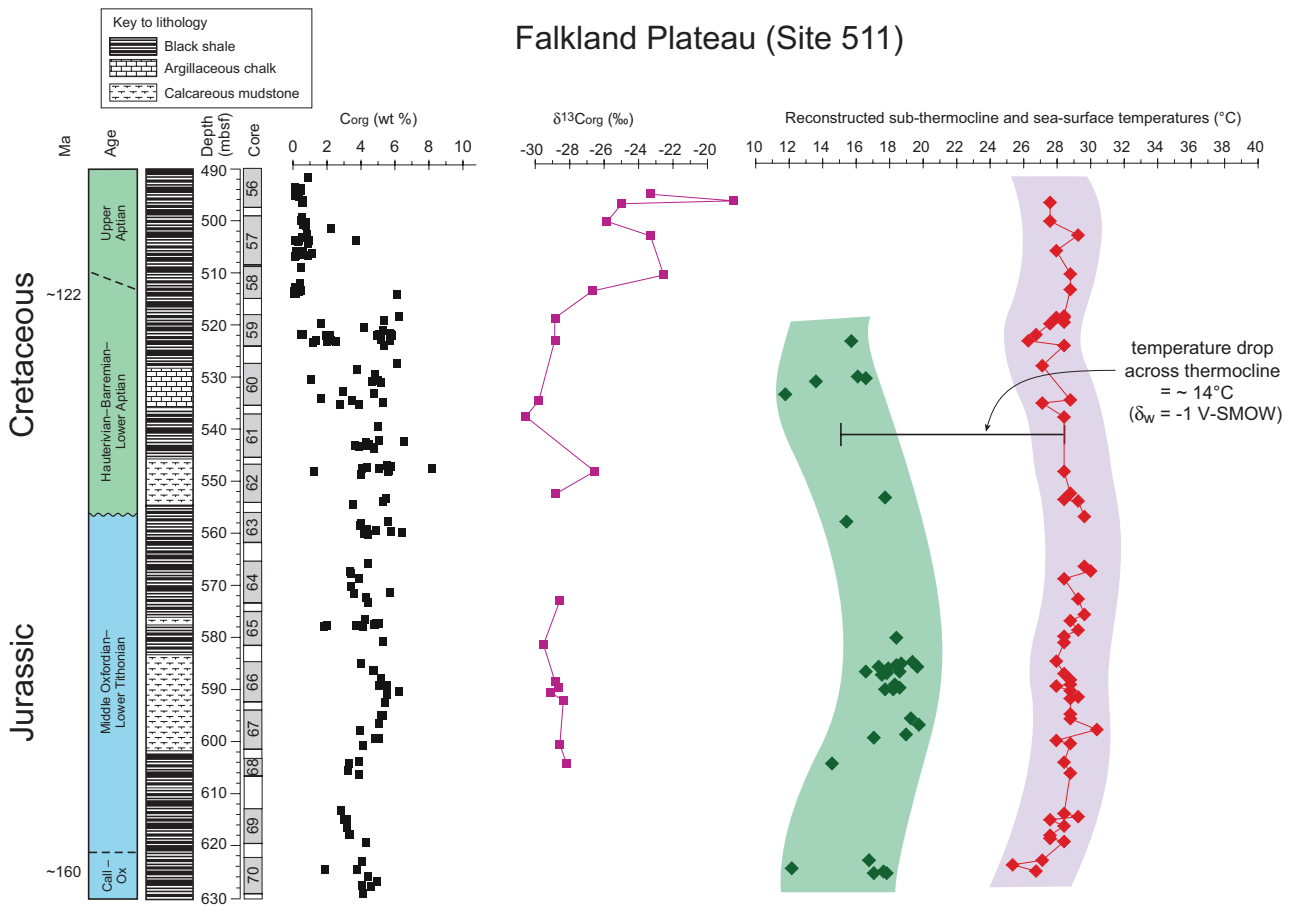 Falkland Plateau (Site 511)
Key to lithology
Black shale
Argillaceous chalk
Calcareous mudstone
Ma
Age
Depth
(mbsf)
Core
Corg (wt %)
0 2 4 6 8 10
δ13Corg (‰)
-30 -28 -26 -24 -22 -20
Reconstructed sub-thermocline and sea-surface temperatures (°C)
10 12 14 16 18 20 22 24 26 28 30 32 34 36 38 40
Cretaceous
Jurassic
~122
~160
Upper
Aptian
Hauterivian–Barremian–
Lower Aptian
Middle Oxfordian–
Lower Tithonian
Call –
Ox
490
500
510
520
530
540
550
560
570
580
590
600
610
620
630
56
57
58
59
60
61
62
63
64
65
66
67
68
69
70
temperature drop
across thermocline
= ~ 14°C
(δw = -1 V-SMOW)